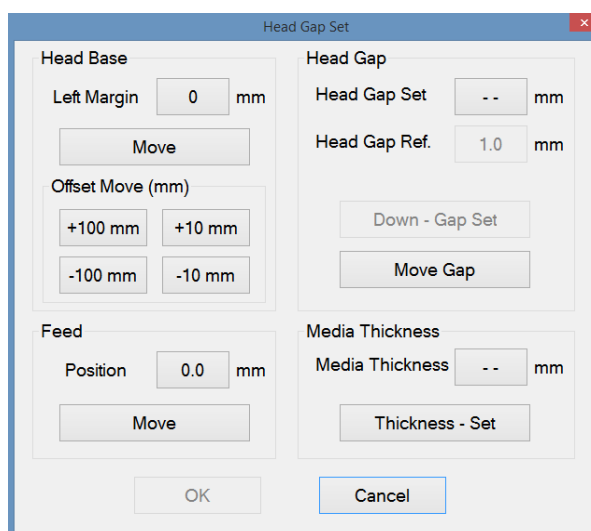 Head Gap Set
Head Base
Left Margin 0 mm
Move
Offset Move (mm)
+100 mm +10 mm
-100 mm -10 mm
Head Gap
Head Gap Set - - mm
Head Gap Ref. 1.0 mm
Down - Gap Set
Move Gap
Feed
Position 0.0 mm
Move
Media Thickness
Media Thickness - - mm
Thickness - Set
OK Cancel